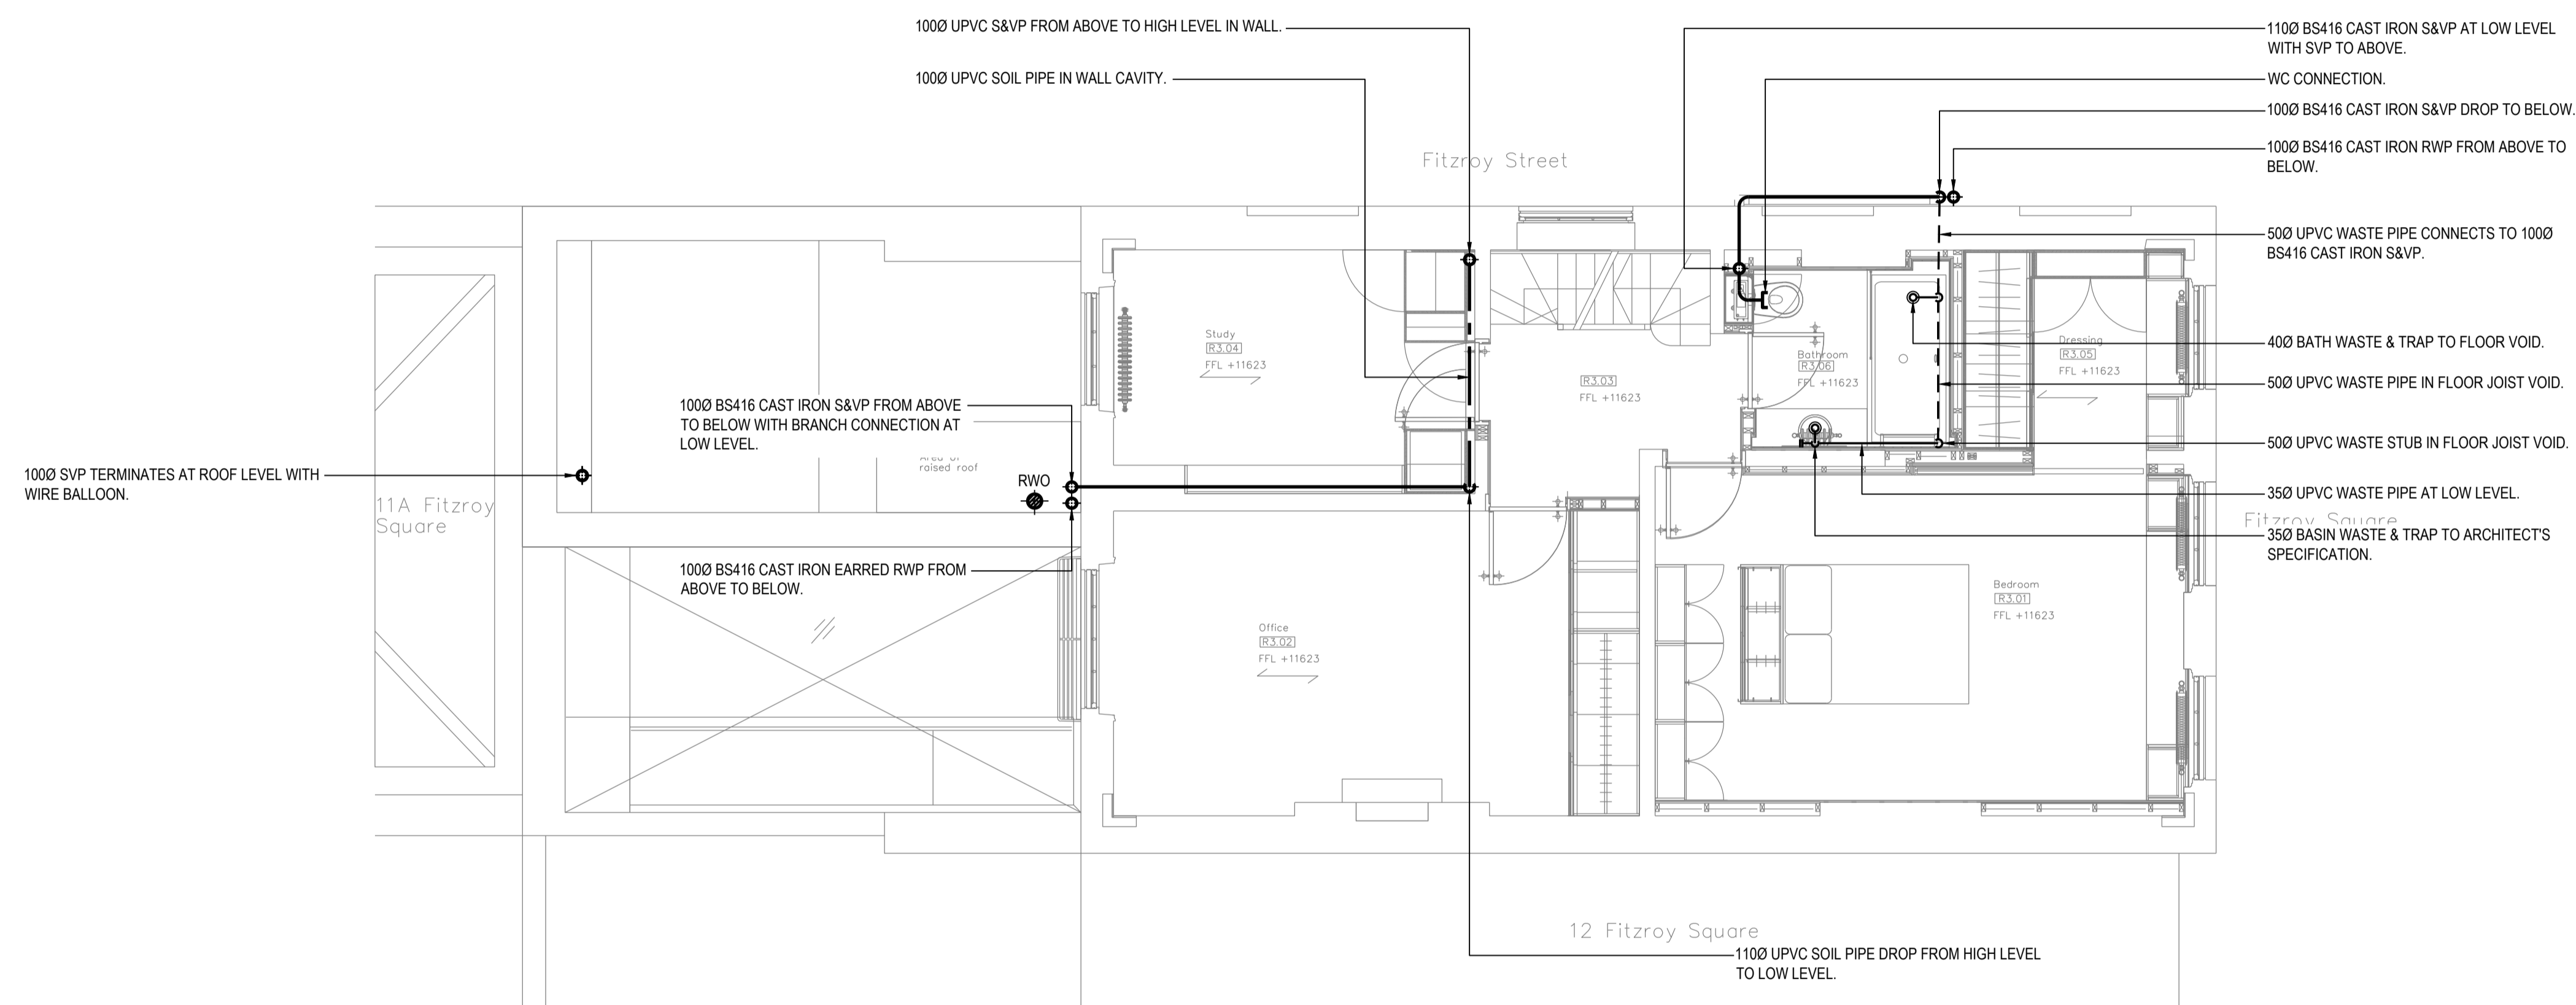 100Ø UPVC S&VP FROM ABOVE TO HIGH LEVEL IN WALL.
100Ø UPVC SOIL PIPE IN WALL CAVITY.
110Ø BS416 CAST IRON S&VP AT LOW LEVEL
WITH SVP TO ABOVE.
WC CONNECTION.
100Ø BS416 CAST IRON S&VP DROP TO BELOW.
100Ø BS416 CAST IRON RWP FROM ABOVE TO
BELOW.
Fitzroy Street
50Ø UPVC WASTE PIPE CONNECTS TO 100Ø
BS416 CAST IRON S&VP.
40Ø BATH WASTE & TRAP TO FLOOR VOID.
50Ø UPVC WASTE PIPE IN FLOOR JOIST VOID.
50Ø UPVC WASTE STUB IN FLOOR JOIST VOID.
35Ø UPVC WASTE PIPE AT LOW LEVEL.
Fitzroy Square
35Ø BASIN WASTE & TRAP TO ARCHITECT'S
SPECIFICATION.
Study
R3.04
FFL +11623
R3.03
FFL +11623
Bathroom
R3.06
FFL +11623
Dressing
R3.05
FFL +11623
100Ø BS416 CAST IRON S&VP FROM ABOVE
TO BELOW WITH BRANCH CONNECTION AT
LOW LEVEL.
Area of
raised roof
RWO
100Ø SVP TERMINATES AT ROOF LEVEL WITH
WIRE BALLOON.
11A Fitzroy
Square
100Ø BS416 CAST IRON EARRED RWP FROM
ABOVE TO BELOW.
Office
R3.02
FFL +11623
Bedroom
R3.01
FFL +11623
12 Fitzroy Square
110Ø UPVC SOIL PIPE DROP FROM HIGH LEVEL
TO LOW LEVEL.